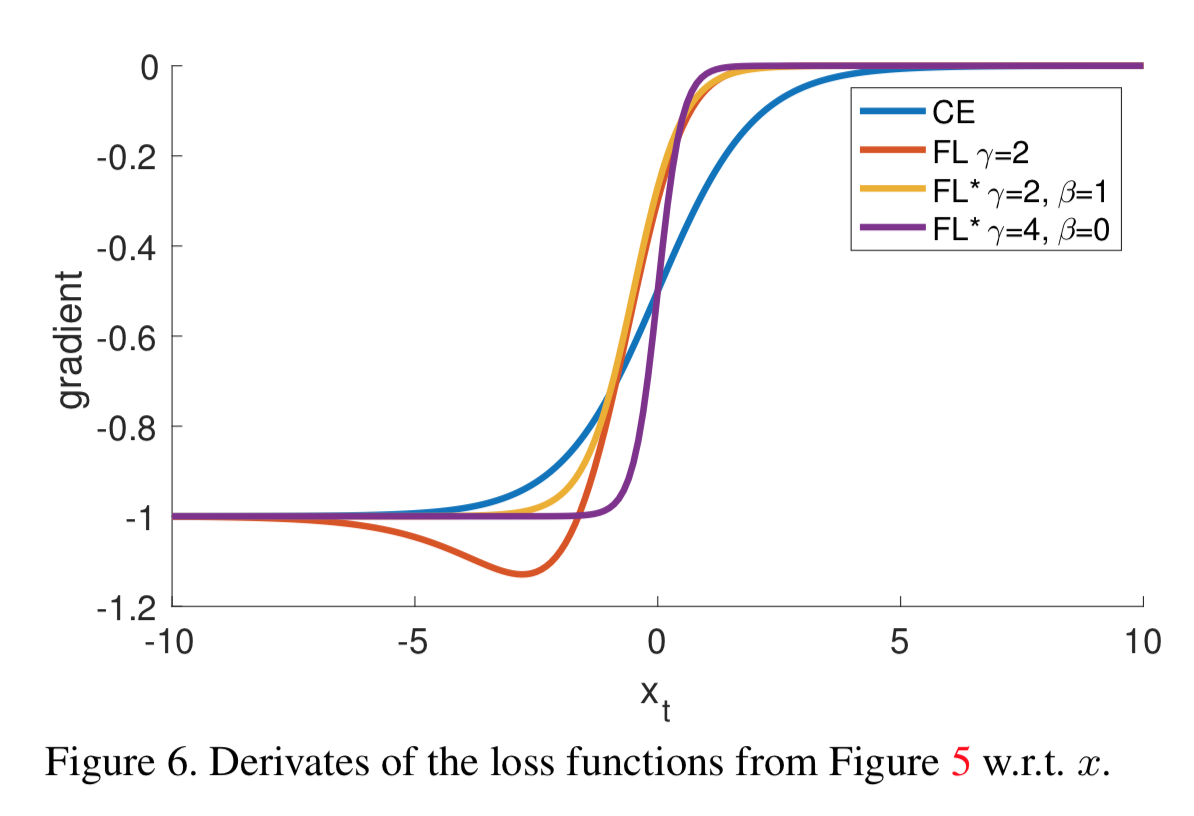 0
-0.2
-0.4
-0.6
-0.8
-1
-1.2
gradient
-10 -5 0 5 10
x_t
CE
FL γ=2
FL* γ=2, β=1
FL* γ=4, β=0
Figure 6. Derivates of the loss functions from Figure 5 w.r.t. x.